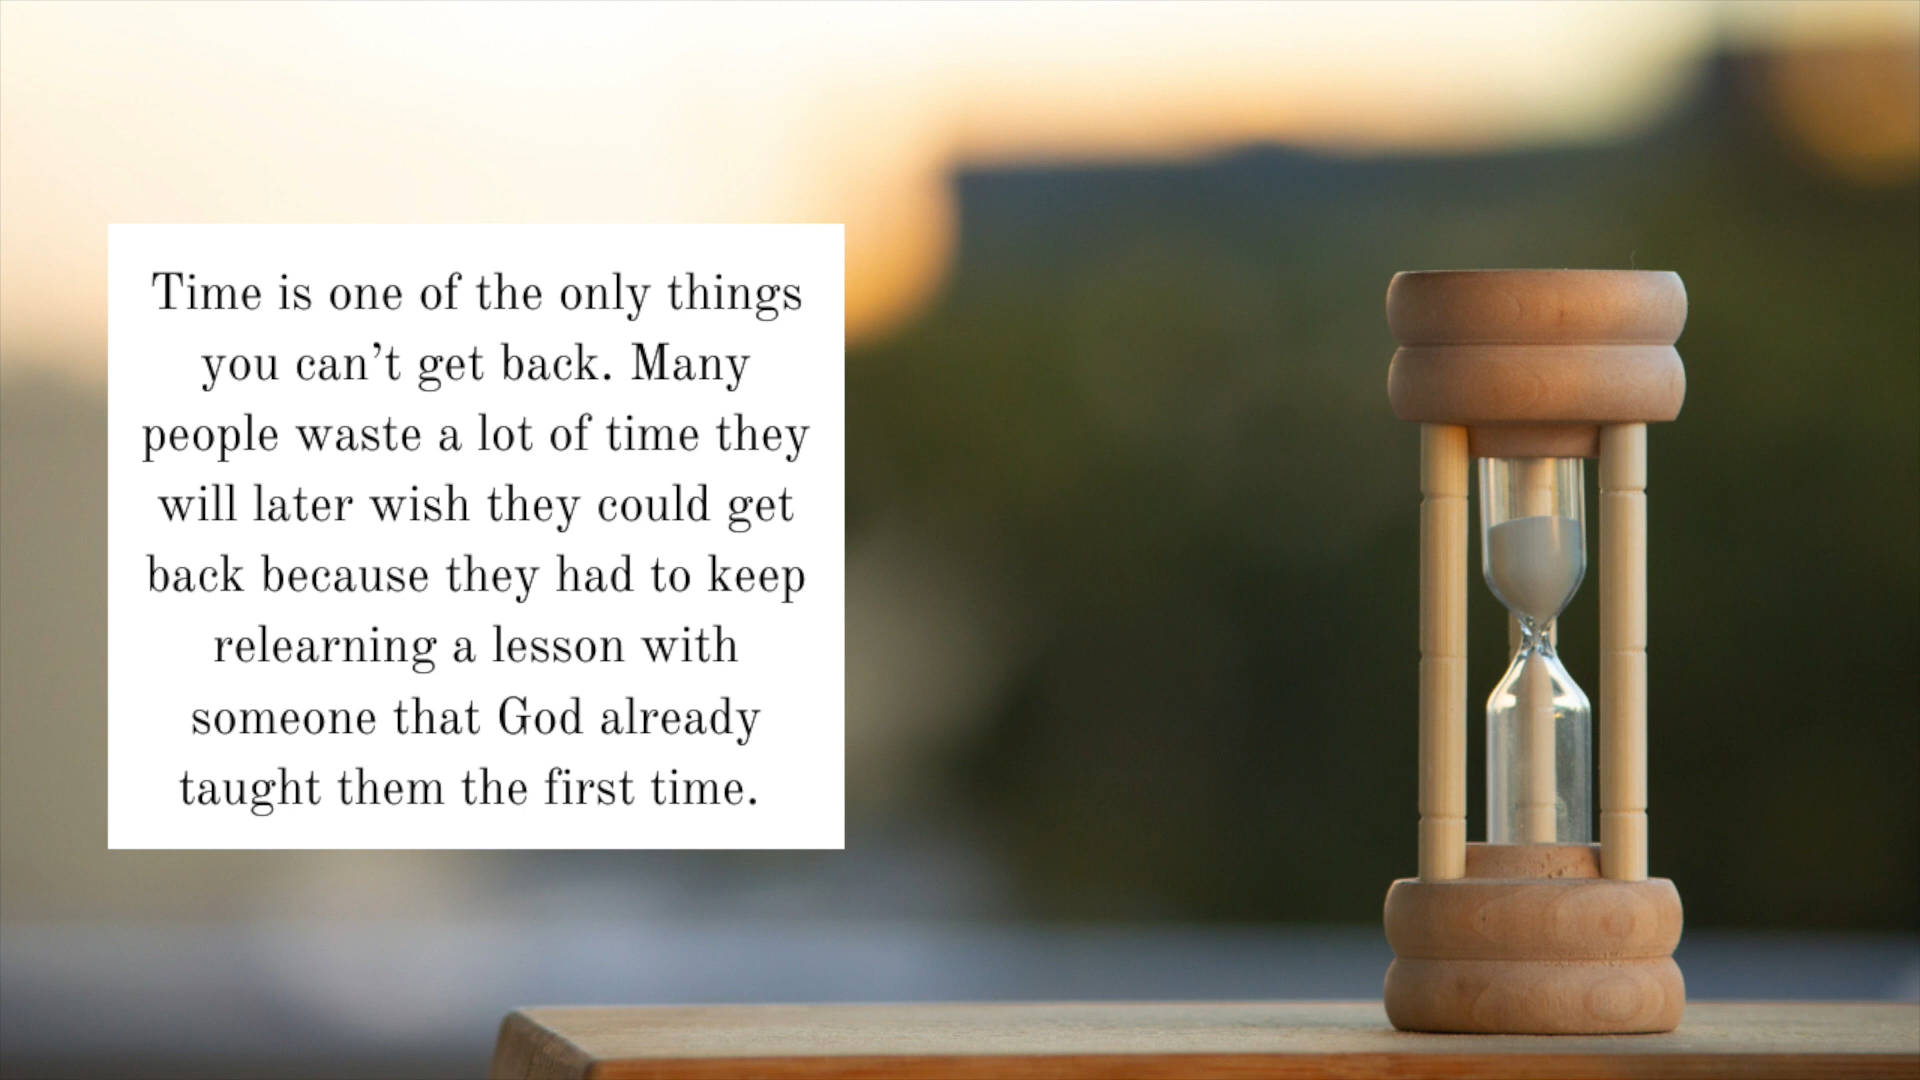 Time is one of the only things
you can’t get back. Many
people waste a lot of time they
will later wish they could get
back because they had to keep
relearning a lesson with
someone that God already
taught them the first time.